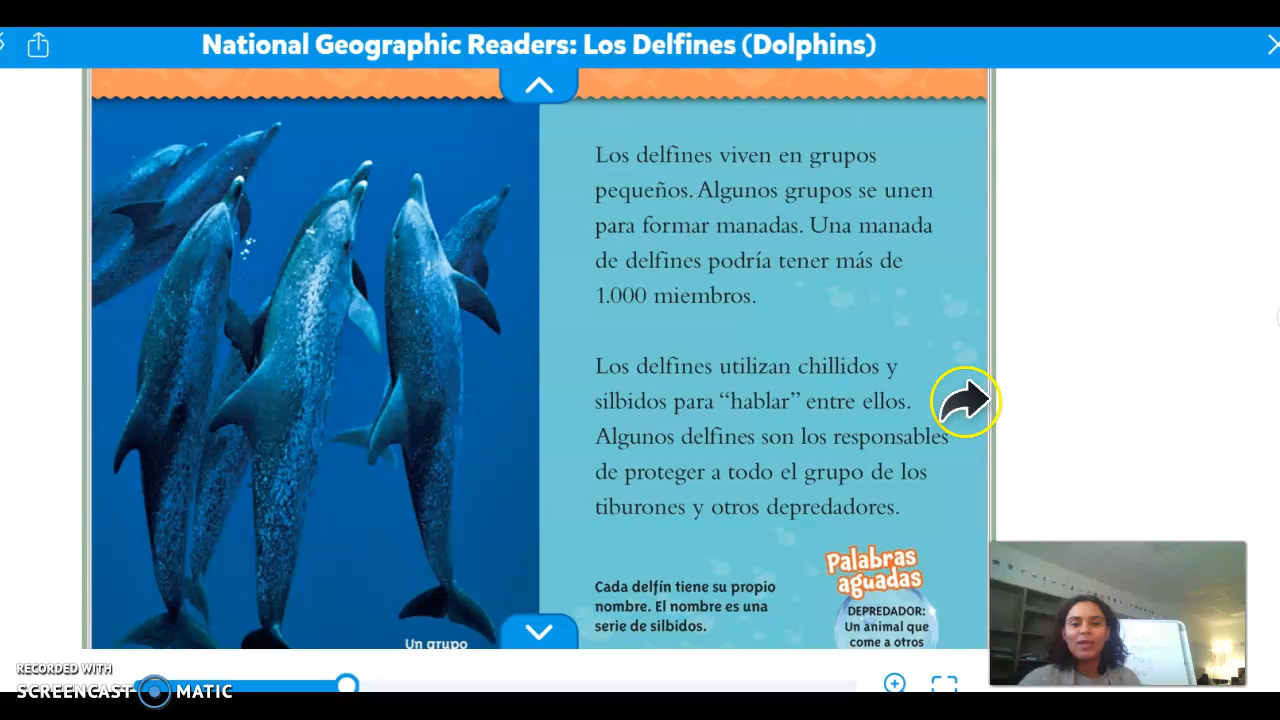 National Geographic Readers: Los Delfines (Dolphins)
Los delfines viven en grupos
pequeños. Algunos grupos se unen
para formar manadas. Una manada
de delfines podría tener más de
1.000 miembros.
Los delfines utilizan chillidos y
silbidos para “hablar” entre ellos.
Algunos delfines son los responsables
de proteger a todo el grupo de los
tiburones y otros depredadores.
Cada delfín tiene su propio
nombre. El nombre es una
serie de silbidos.
Palabras
aguadas
DEPREDADOR:
Un animal que
come a otros
Un grupo
RECORDED WITH
SCREENCAST MATIC